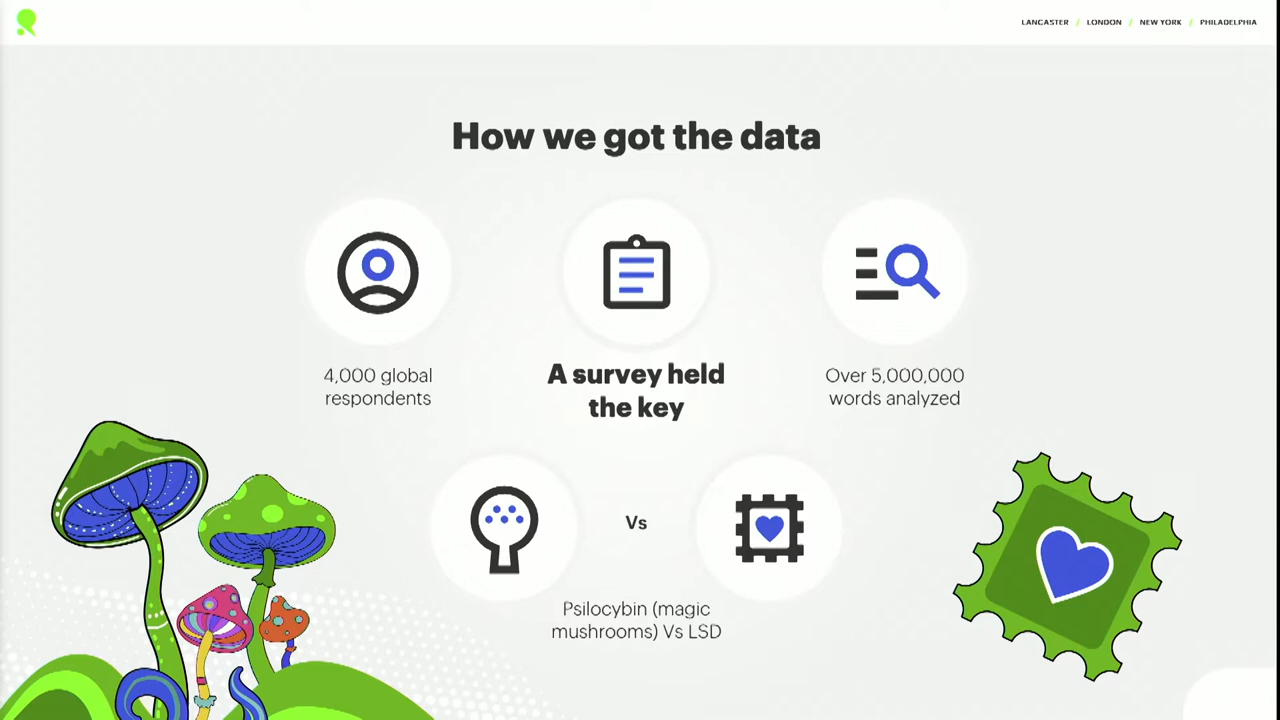 LANCASTER / LONDON / NEW YORK / PHILADELPHIA
How we got the data
4,000 global
respondents
A survey held
the key
Over 5,000,000
words analyzed
Vs
Psilocybin (magic
mushrooms) Vs LSD